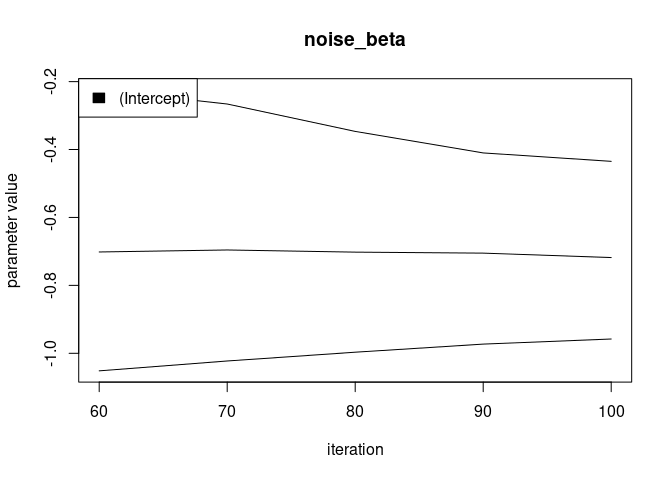 noise_beta
(Intercept)
parameter value
-0.2
-0.4
-0.6
-0.8
-1.0
60 70 80 90 100
iteration